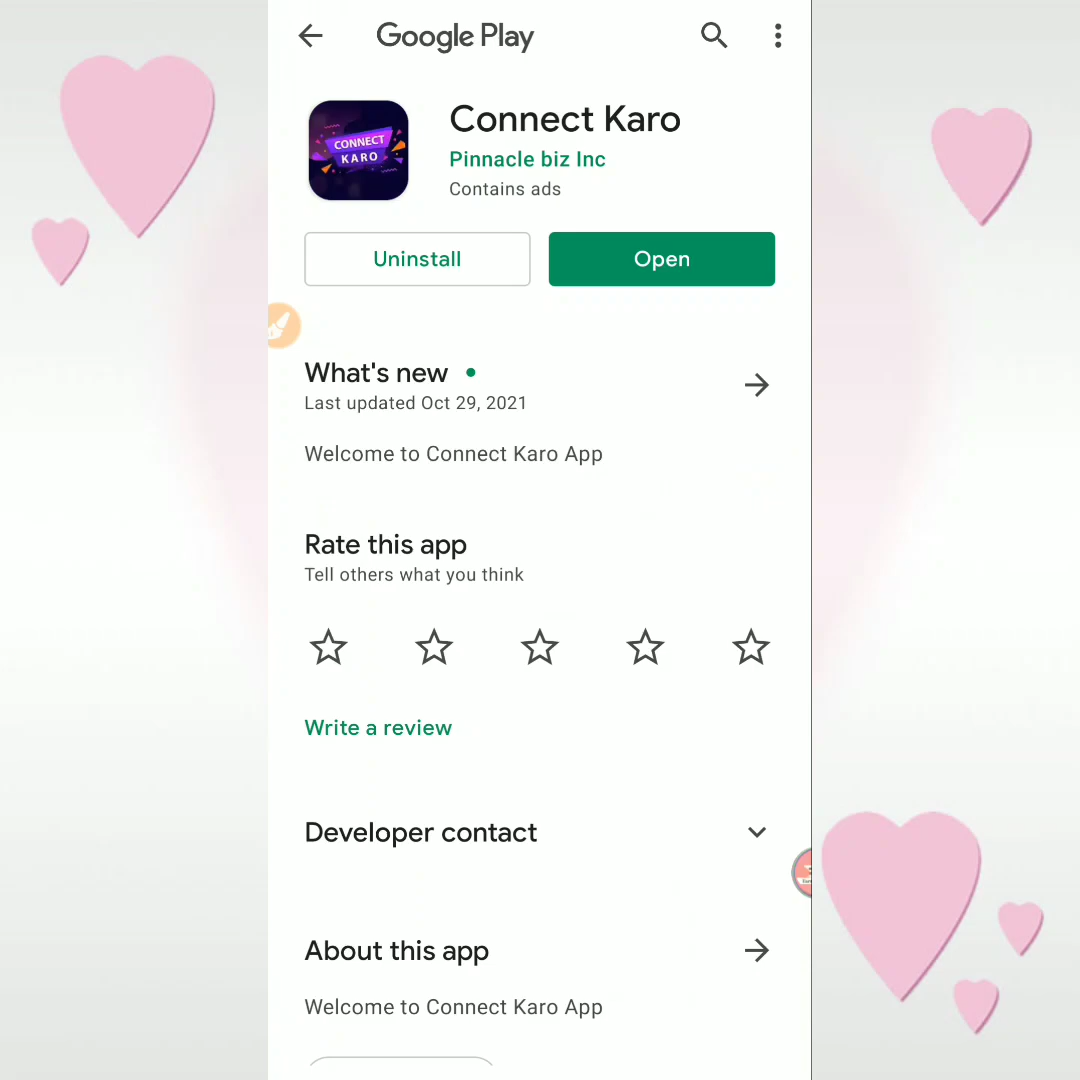 Google Play
CONNECT
KARO
Connect Karo
Pinnacle biz Inc
Contains ads
Uninstall
Open
What's new
Last updated Oct 29, 2021
Welcome to Connect Karo App
Rate this app
Tell others what you think
Write a review
Developer contact
About this app
Welcome to Connect Karo App